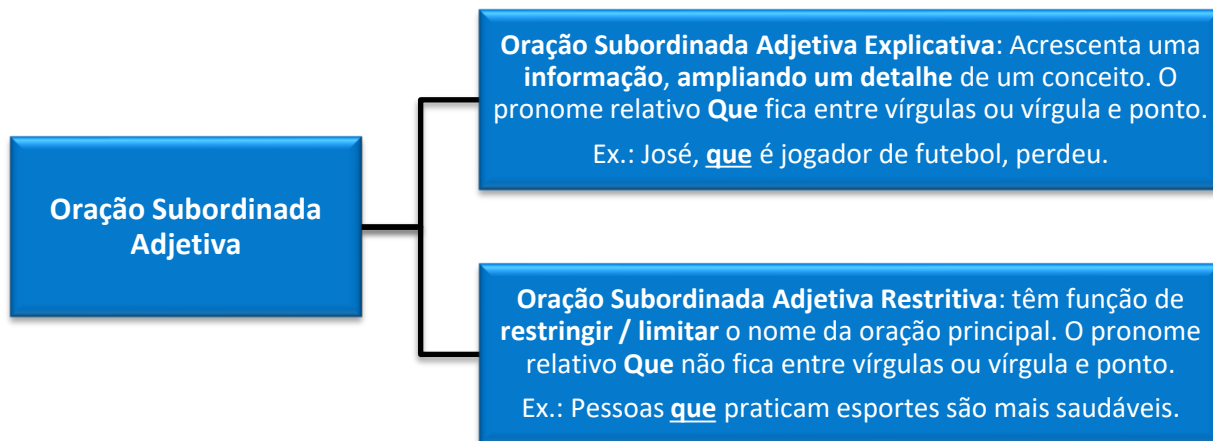 Oração Subordinada Adjetiva Explicativa: Acrescenta uma
informação, ampliando um detalhe de um conceito. O
pronome relativo Que fica entre vírgulas ou vírgula e ponto.
Ex.: José, que é jogador de futebol, perdeu.
Oração Subordinada
Adjetiva
Oração Subordinada Adjetiva Restritiva: têm função de
restringir / limitar o nome da oração principal. O pronome
relativo Que não fica entre vírgulas ou vírgula e ponto.
Ex.: Pessoas que praticam esportes são mais saudáveis.